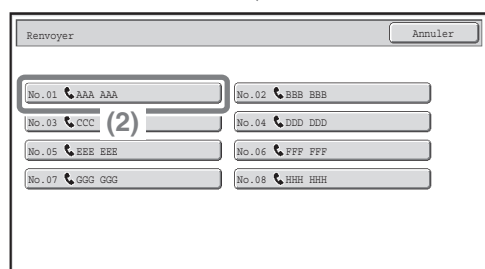 Renvoyer Annuler
No.01 AAA AAA No.02 BBB BBB
No.03 CCC (2) No.04 DDD DDD
No.05 EEE EEE No.06 FFF FFF
No.07 GGG GGG No.08 HHH HHH